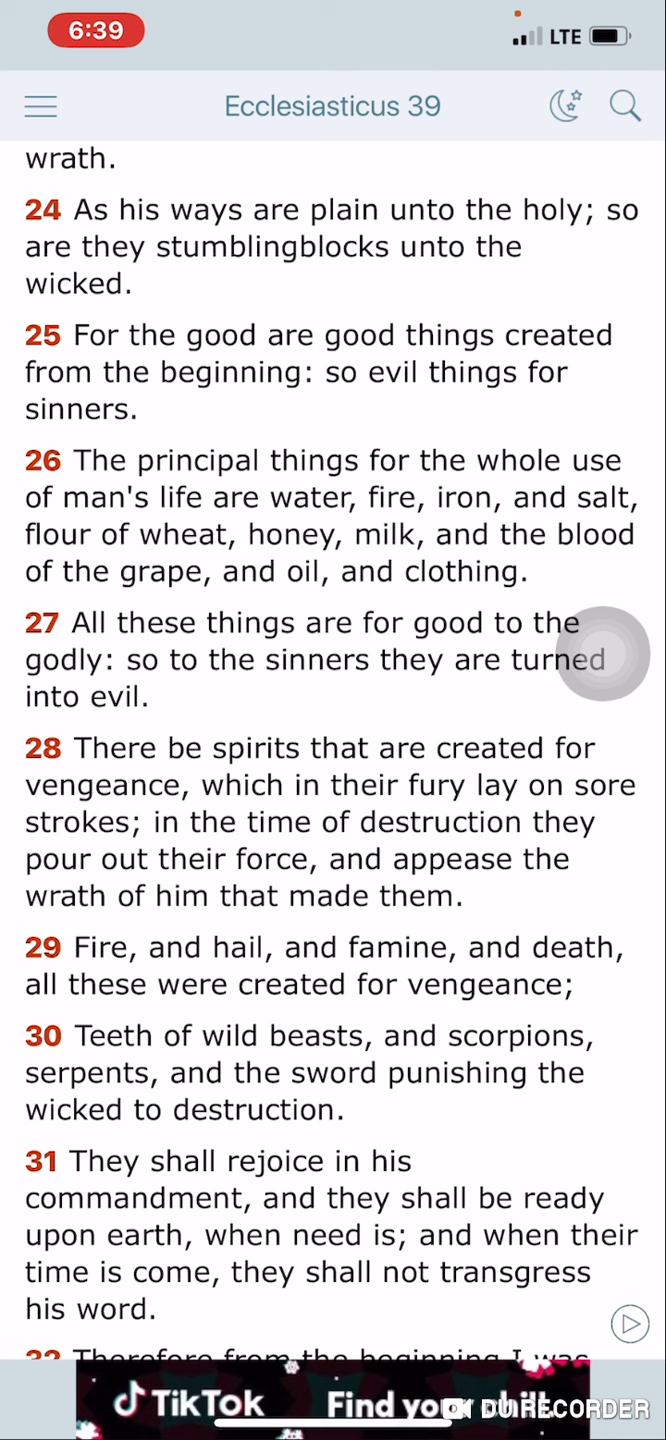 6:39
LTE
Ecclesiasticus 39
wrath.
24 As his ways are plain unto the holy; so
are they stumblingblocks unto the
wicked.
25 For the good are good things created
from the beginning: so evil things for
sinners.
26 The principal things for the whole use
of man's life are water, fire, iron, and salt,
flour of wheat, honey, milk, and the blood
of the grape, and oil, and clothing.
27 All these things are for good to the
godly: so to the sinners they are turned
into evil.
28 There be spirits that are created for
vengeance, which in their fury lay on sore
strokes; in the time of destruction they
pour out their force, and appease the
wrath of him that made them.
29 Fire, and hail, and famine, and death,
all these were created for vengeance;
30 Teeth of wild beasts, and scorpions,
serpents, and the sword punishing the
wicked to destruction.
31 They shall rejoice in his
commandment, and they shall be ready
upon earth, when need is; and when their
time is come, they shall not transgress
his word.
32 Therefore from the beginning I was
TikTok Find your
DU RECORDER